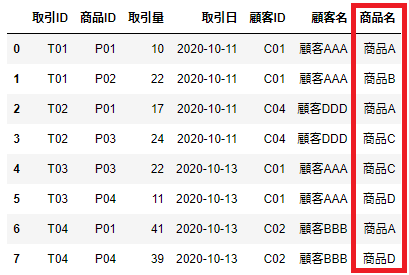 取引ID 商品ID 取引量 取引日 顧客ID 顧客名 商品名
0 T01 P01 10 2020-10-11 C01 顧客AAA 商品A
1 T01 P02 22 2020-10-11 C01 顧客AAA 商品B
2 T02 P01 17 2020-10-11 C04 顧客DDD 商品A
3 T02 P03 24 2020-10-11 C04 顧客DDD 商品C
4 T03 P03 22 2020-10-13 C01 顧客AAA 商品C
5 T03 P04 11 2020-10-13 C01 顧客AAA 商品D
6 T04 P01 41 2020-10-13 C02 顧客BBB 商品A
7 T04 P04 39 2020-10-13 C02 顧客BBB 商品D